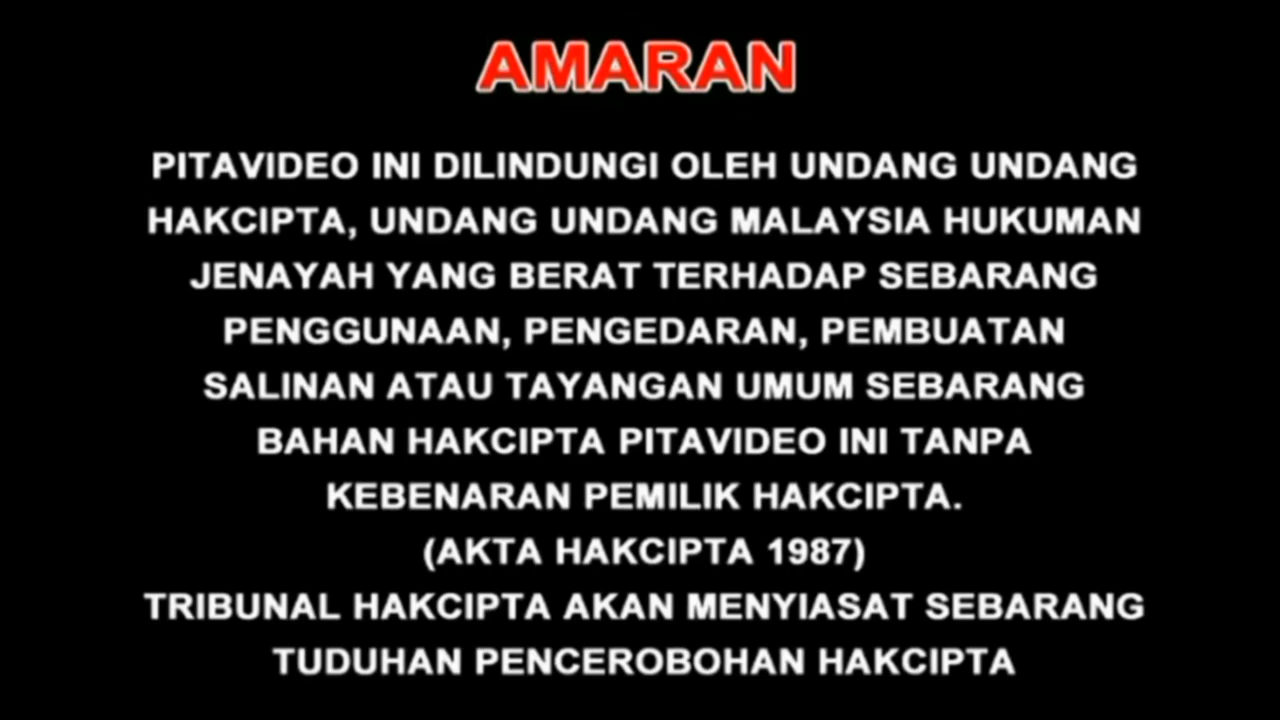 AMARAN
PITAVIDEO INI DILINDUNGI OLEH UNDANG UNDANG
HAKCIPTA, UNDANG UNDANG MALAYSIA HUKUMAN
JENAYAH YANG BERAT TERHADAP SEBARANG
PENGGUNAAN, PENGEDARAN, PEMBUATAN
SALINAN ATAU TAYANGAN UMUM SEBARANG
BAHAN HAKCIPTA PITAVIDEO INI TANPA
KEBENARAN PEMILIK HAKCIPTA.
(AKTA HAKCIPTA 1987)
TRIBUNAL HAKCIPTA AKAN MENYIASAT SEBARANG
TUDUHAN PENCEROBOHAN HAKCIPTA